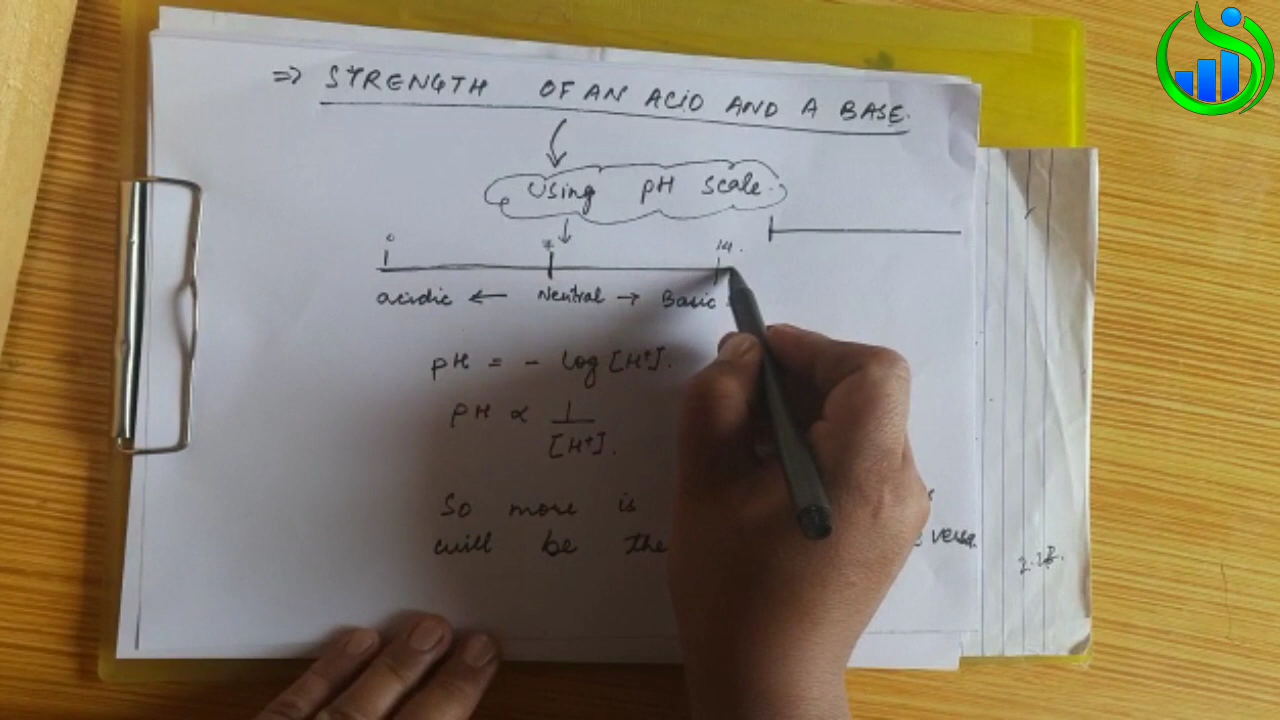 ⇒ STRENGTH OF AN ACID AND A BASE.
Using pH scale.
14.
acidic ← Neutral → Basic
pH = - log [H⁺].
pH ∝ 1
[H⁺].
So more is
will be the versa.